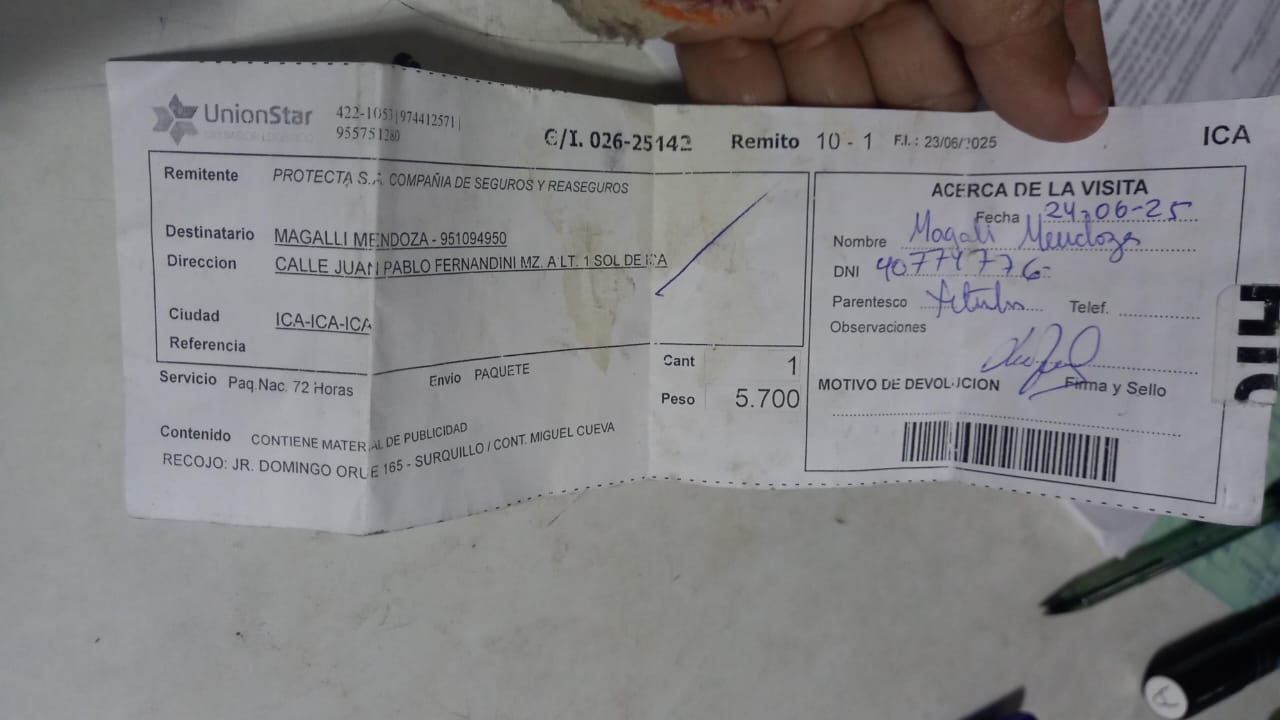 UnionStar
422-1053|974412571|
955751280
C/I. 026-25142
Remito 10 - 1
F.I. : 23/06/2025
ICA
Remitente PROTECTA S.A. COMPAÑIA DE SEGUROS Y REASEGUROS
Destinatario MAGALLI MENDOZA - 951094950
Direccion CALLE JUAN PABLO FERNANDINI MZ. A LT. 1 SOL DE ICA
Ciudad ICA-ICA-ICA
Referencia
Servicio Paq.Nac. 72 Horas
Envio PAQUETE
Cant 1
Peso 5.700
Contenido CONTIENE MATERIAL DE PUBLICIDAD
RECOJO: JR. DOMINGO ORUE 165 - SURQUILLO / CONT. MIGUEL CUEVA
ACERCA DE LA VISITA
Fecha 24-06-25
Nombre Magali Mendoza
DNI 40774776
Parentesco Titular Telef.
Observaciones
MOTIVO DE DEVOLUCION Firma y Sello
A